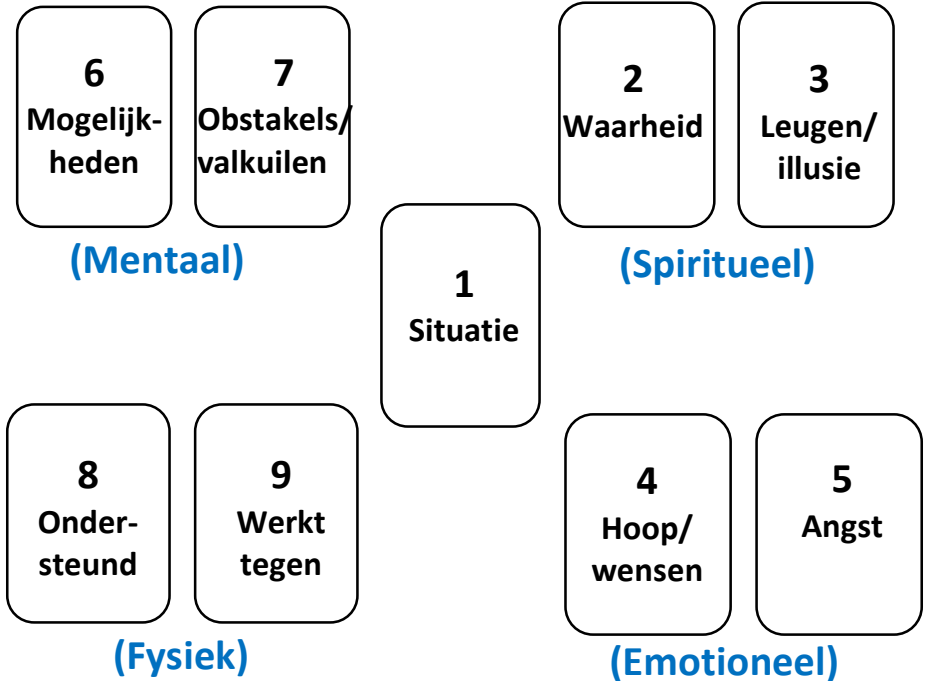 6
Mogelijk-
heden
7
Obstakels/
valkuilen
(Mentaal)
2
Waarheid
3
Leugen/
illusie
(Spiritueel)
1
Situatie
8
Onder-
steund
9
Werkt
tegen
(Fysiek)
4
Hoop/
wensen
5
Angst
(Emotioneel)